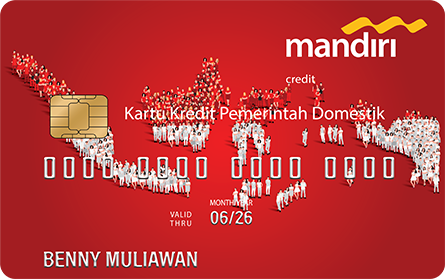 mandiri
credit
Kartu Kredit Pemerintah Domestik
0000 0000 0000 0000
MONTH/YEAR
VALID THRU 06/26
BENNY MULIAWAN